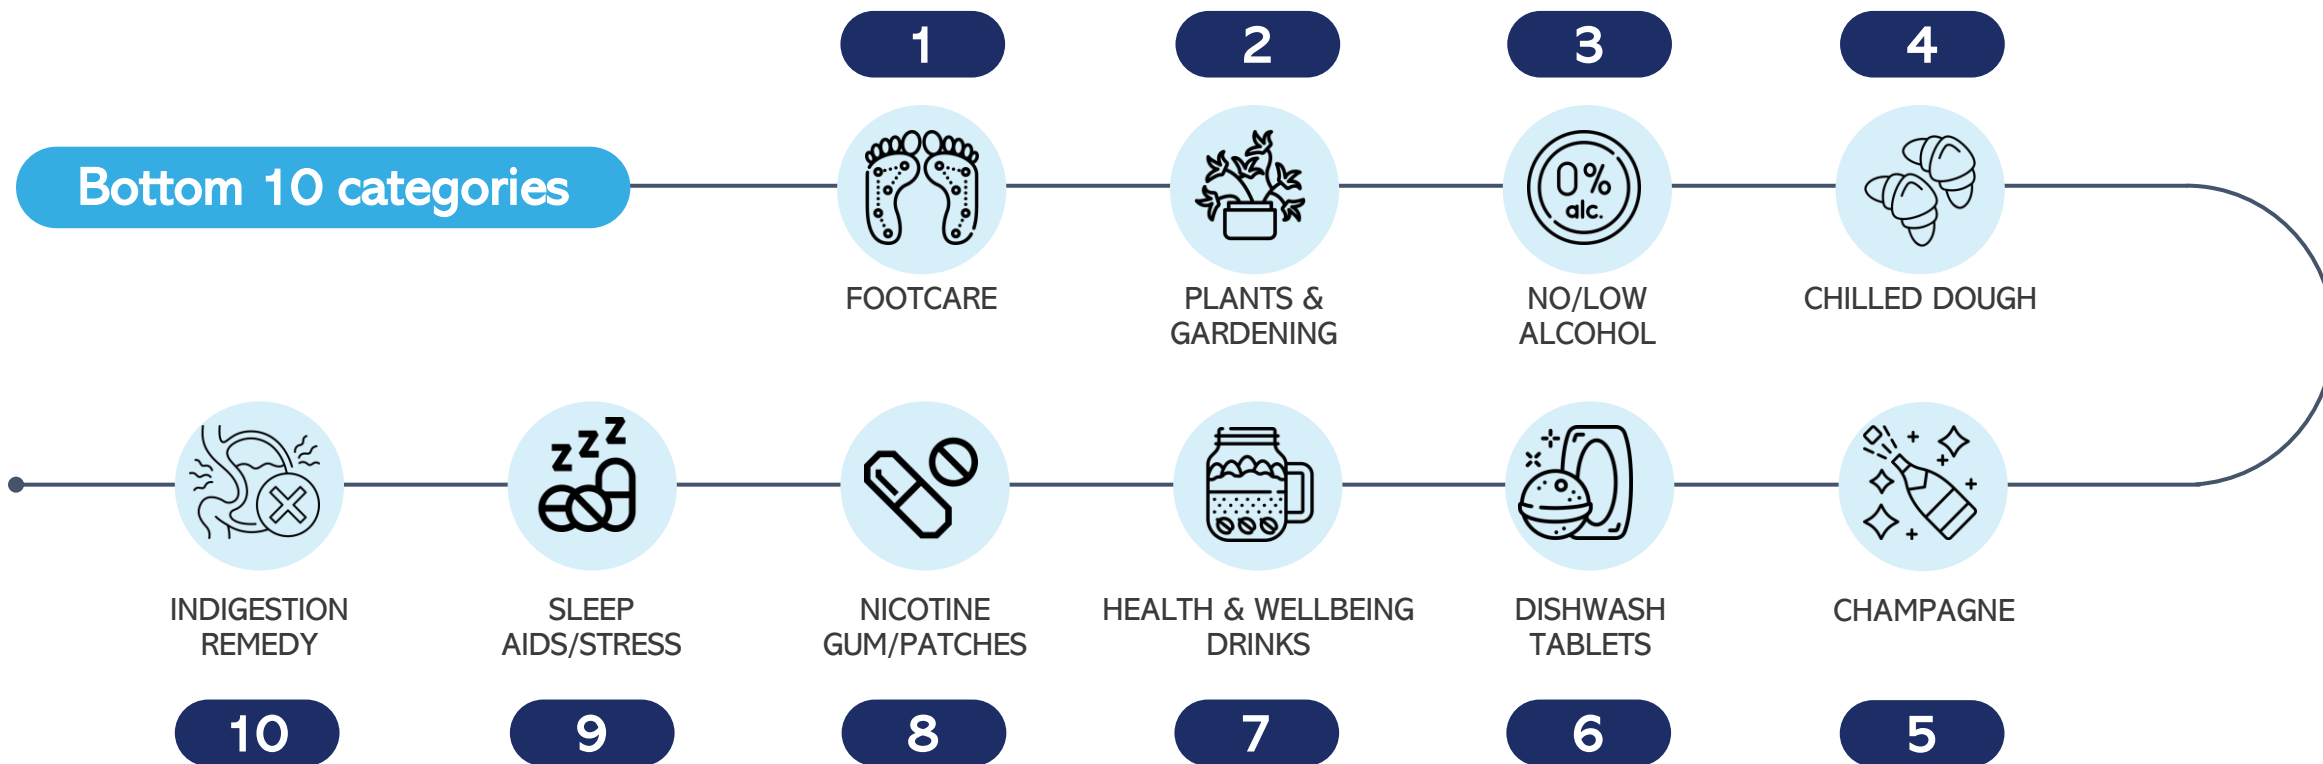 1
2
3
4
Bottom 10 categories
0%
alc.
FOOTCARE
PLANTS &
GARDENING
NO/LOW
ALCOHOL
CHILLED DOUGH
zzz
INDIGESTION
REMEDY
SLEEP
AIDS/STRESS
NICOTINE
GUM/PATCHES
HEALTH & WELLBEING
DRINKS
DISHWASH
TABLETS
CHAMPAGNE
10
9
8
7
6
5